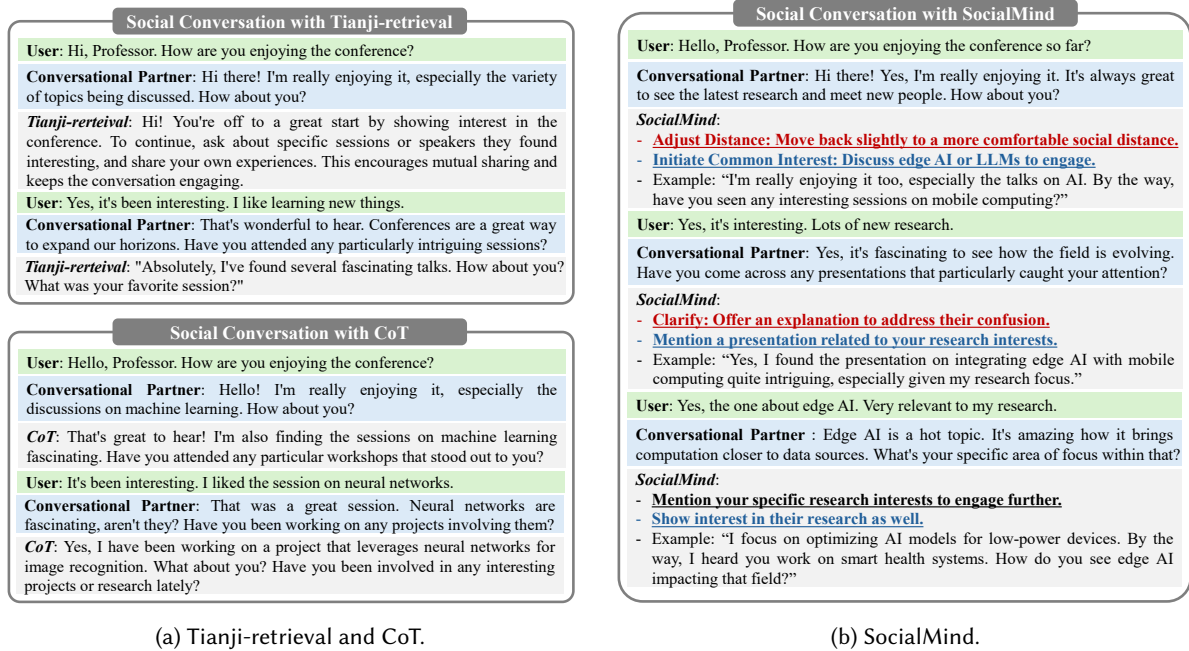 Social Conversation with Tianji-retrieval
User: Hi, Professor. How are you enjoying the conference?
Conversational Partner: Hi there! I'm really enjoying it, especially the variety
of topics being discussed. How about you?
Tianji-rerteival: Hi! You're off to a great start by showing interest in the
conference. To continue, ask about specific sessions or speakers they found
interesting, and share your own experiences. This encourages mutual sharing and
keeps the conversation engaging.
User: Yes, it's been interesting. I like learning new things.
Conversational Partner: That's wonderful to hear. Conferences are a great way
to expand our horizons. Have you attended any particularly intriguing sessions?
Tianji-rerteival: "Absolutely, I've found several fascinating talks. How about you?
What was your favorite session?"
Social Conversation with CoT
User: Hello, Professor. How are you enjoying the conference?
Conversational Partner: Hello! I'm really enjoying it, especially the
discussions on machine learning. How about you?
CoT: That's great to hear! I'm also finding the sessions on machine learning
fascinating. Have you attended any particular workshops that stood out to you?
User: It's been interesting. I liked the session on neural networks.
Conversational Partner: That was a great session. Neural networks are
fascinating, aren't they? Have you been working on any projects involving them?
CoT: Yes, I have been working on a project that leverages neural networks for
image recognition. What about you? Have you been involved in any interesting
projects or research lately?
(a) Tianji-retrieval and CoT.
Social Conversation with SocialMind
User: Hello, Professor. How are you enjoying the conference so far?
Conversational Partner: Hi there! Yes, I'm really enjoying it. It's always great
to see the latest research and meet new people. How about you?
SocialMind:
- Adjust Distance: Move back slightly to a more comfortable social distance.
- Initiate Common Interest: Discuss edge AI or LLMs to engage.
- Example: “I'm really enjoying it too, especially the talks on AI. By the way,
have you seen any interesting sessions on mobile computing?”
User: Yes, it's interesting. Lots of new research.
Conversational Partner: Yes, it's fascinating to see how the field is evolving.
Have you come across any presentations that particularly caught your attention?
SocialMind:
- Clarify: Offer an explanation to address their confusion.
- Mention a presentation related to your research interests.
- Example: “Yes, I found the presentation on integrating edge AI with mobile
computing quite intriguing, especially given my research focus.”
User: Yes, the one about edge AI. Very relevant to my research.
Conversational Partner : Edge AI is a hot topic. It's amazing how it brings
computation closer to data sources. What's your specific area of focus within that?
SocialMind:
- Mention your specific research interests to engage further.
- Show interest in their research as well.
- Example: “I focus on optimizing AI models for low-power devices. By the
way, I heard you work on smart health systems. How do you see edge AI
impacting that field?”
(b) SocialMind.